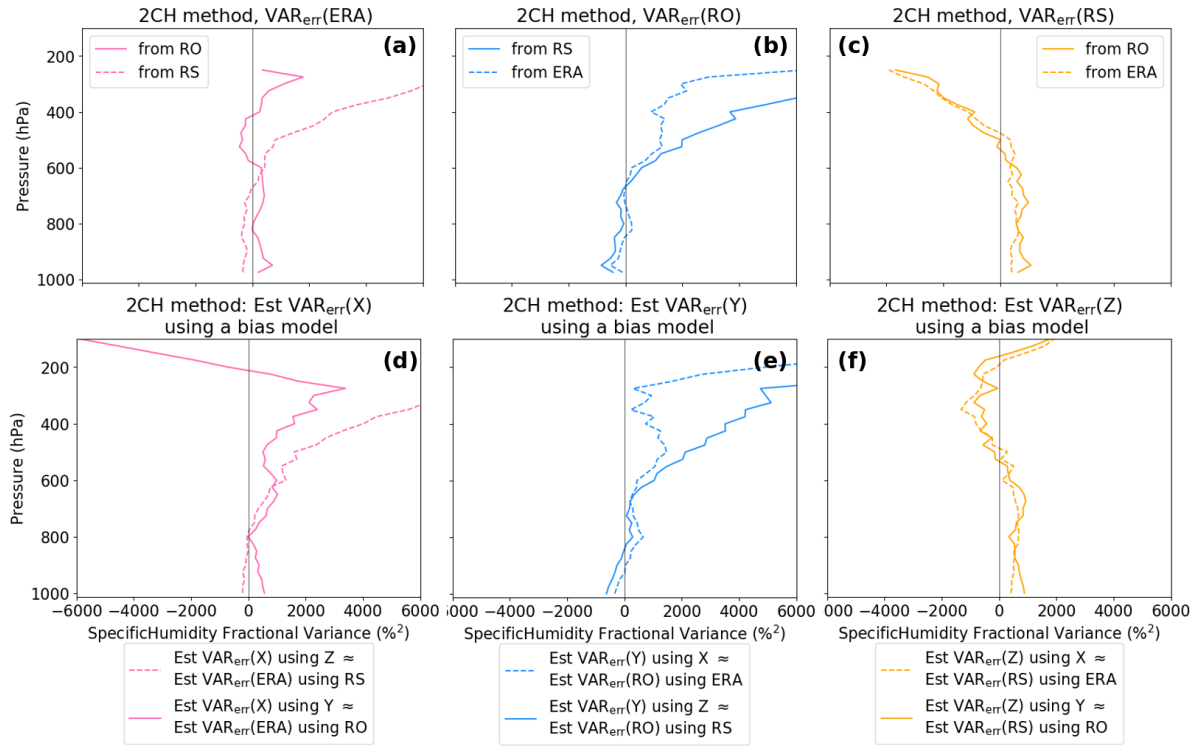 2CH method, VARerr(ERA)
2CH method, VARerr(RO)
2CH method, VARerr(RS)
(a)
from RO
from RS
(b)
from RS
from ERA
(c)
from RO
from ERA
Pressure (hPa)
200
400
600
800
1000
2CH method: Est VARerr(X)
using a bias model
2CH method: Est VARerr(Y)
using a bias model
2CH method: Est VARerr(Z)
using a bias model
(d)
(e)
(f)
Pressure (hPa)
200
400
600
800
1000
−6000 −4000 −2000 0 2000 4000 6000
000 −4000 −2000 0 2000 4000 6000
000 −4000 −2000 0 2000 4000 6000
SpecificHumidity Fractional Variance (%²)
SpecificHumidity Fractional Variance (%²)
SpecificHumidity Fractional Variance (%²)
Est VARerr(X) using Z ≈
Est VARerr(ERA) using RS
Est VARerr(X) using Y ≈
Est VARerr(ERA) using RO
Est VARerr(Y) using X ≈
Est VARerr(RO) using ERA
Est VARerr(Y) using Z ≈
Est VARerr(RO) using RS
Est VARerr(Z) using X ≈
Est VARerr(RS) using ERA
Est VARerr(Z) using Y ≈
Est VARerr(RS) using RO